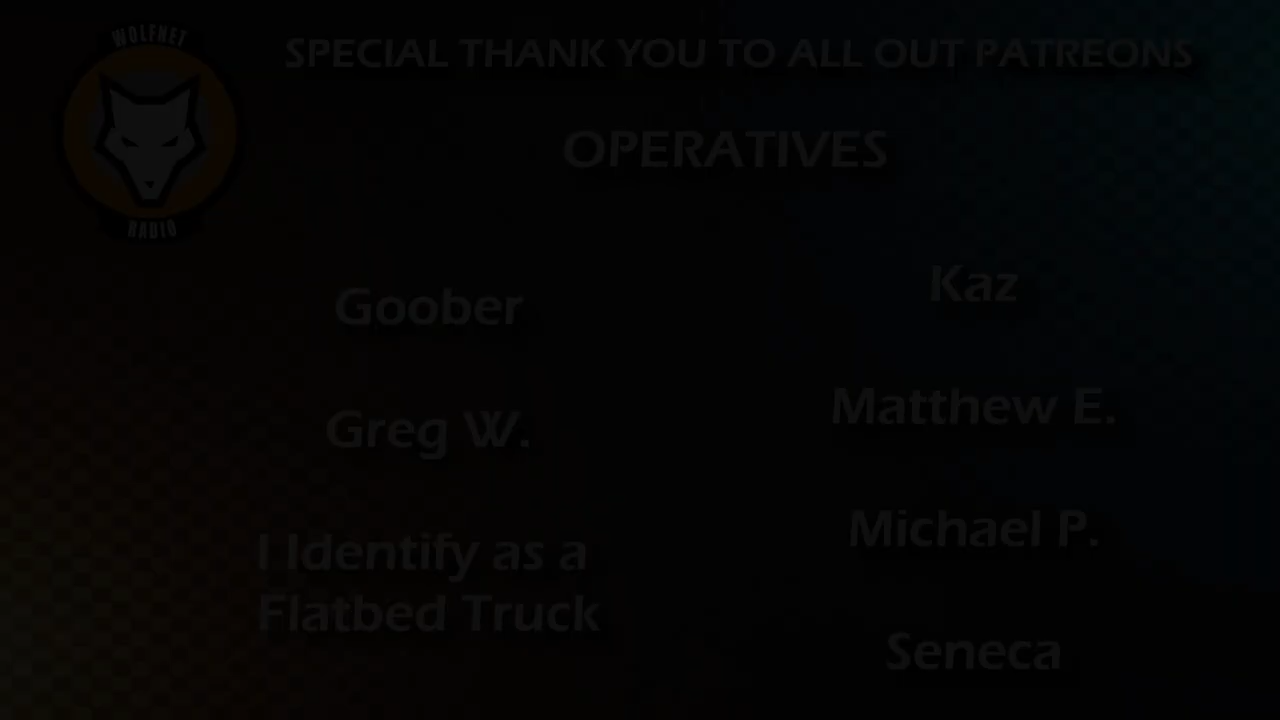 WOLFNET
RADIO
SPECIAL THANK YOU TO ALL OUT PATREONS
OPERATIVES
Goober
Greg W.
I Identify as a
Flatbed Truck
Kaz
Matthew E.
Michael P.
Seneca